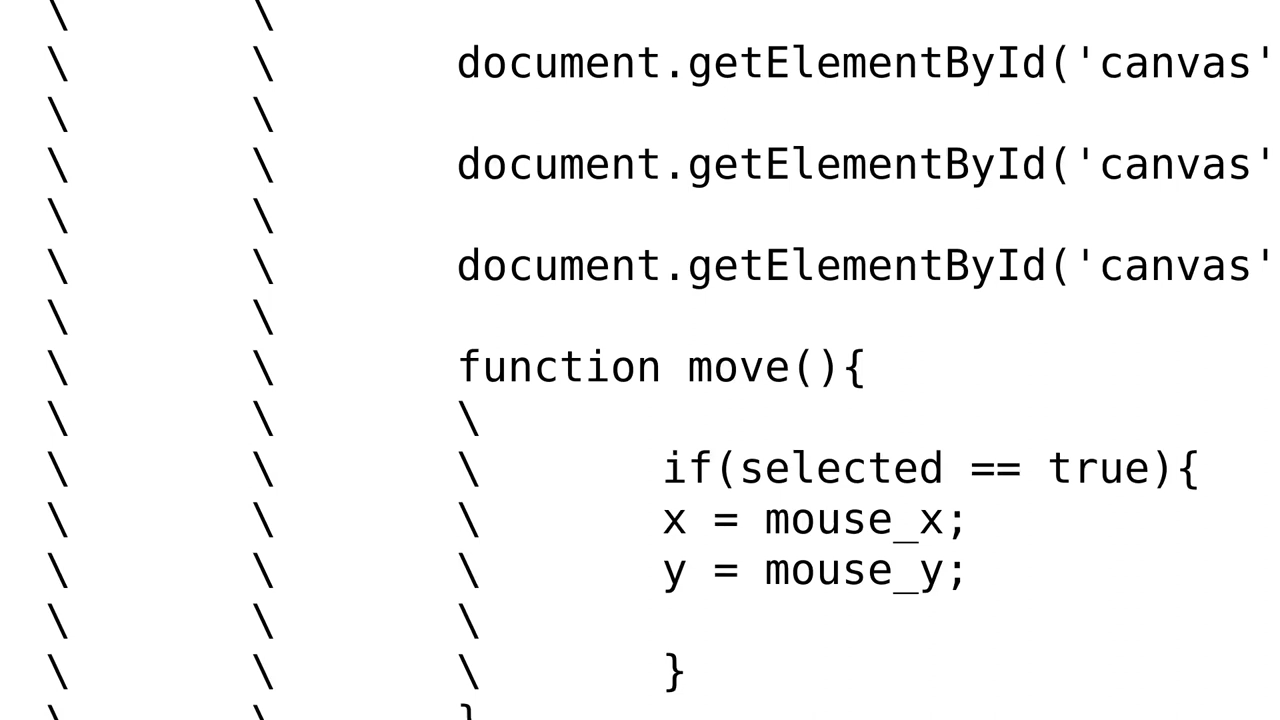 \       \
\       \       document.getElementById('canvas'
\       \
\       \       document.getElementById('canvas'
\       \
\       \       document.getElementById('canvas'
\       \
\       \       function move(){
\       \       \
\       \       \       if(selected == true){
\       \       \       x = mouse_x;
\       \       \       y = mouse_y;
\       \       \
\       \       \       }
\       \       }